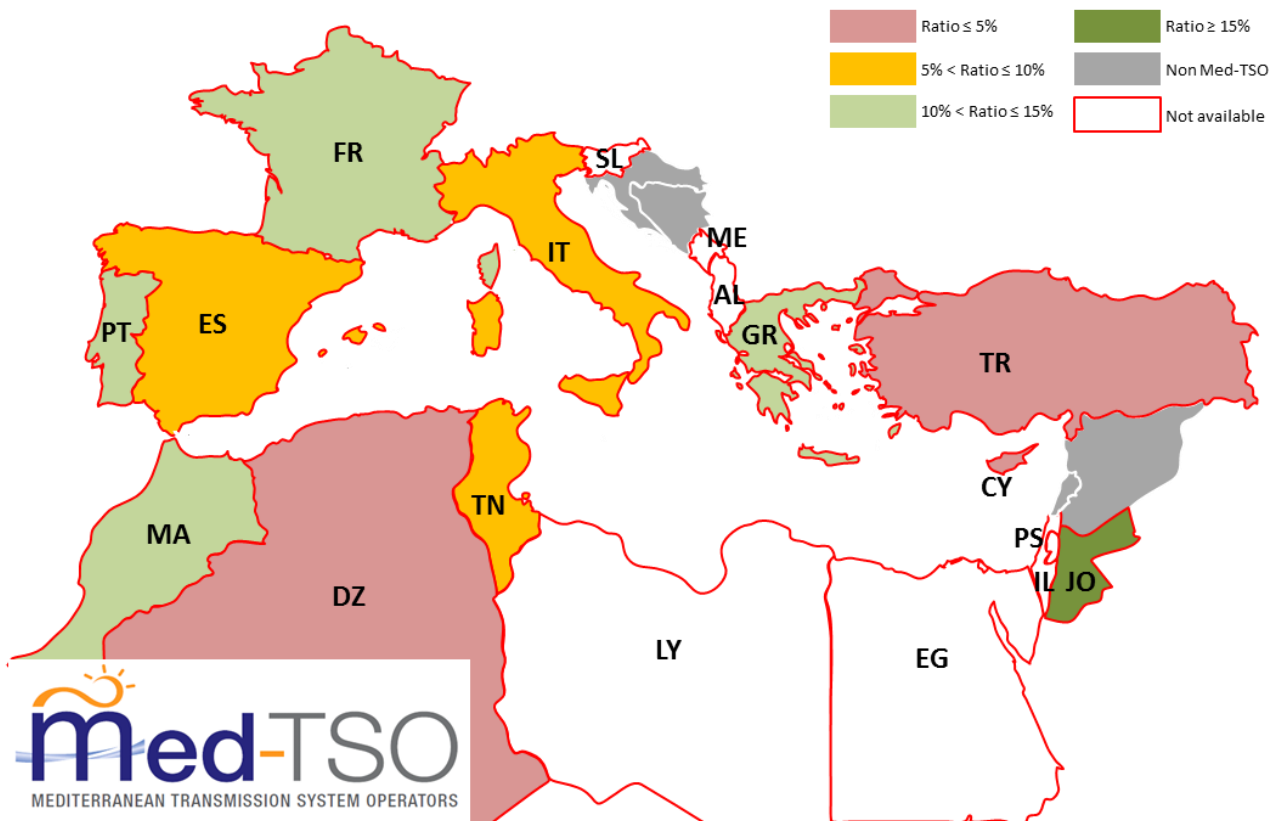 Ratio ≤ 5%
Ratio ≥ 15%
5% < Ratio ≤ 10%
Non Med-TSO
10% < Ratio ≤ 15%
Not available
FR
SL
ME
IT
AL
PT
ES
GR
TR
CY
TN
MA
PS
DZ
IL
JO
LY
EG
Med-TSO
MEDITERRANEAN TRANSMISSION SYSTEM OPERATORS